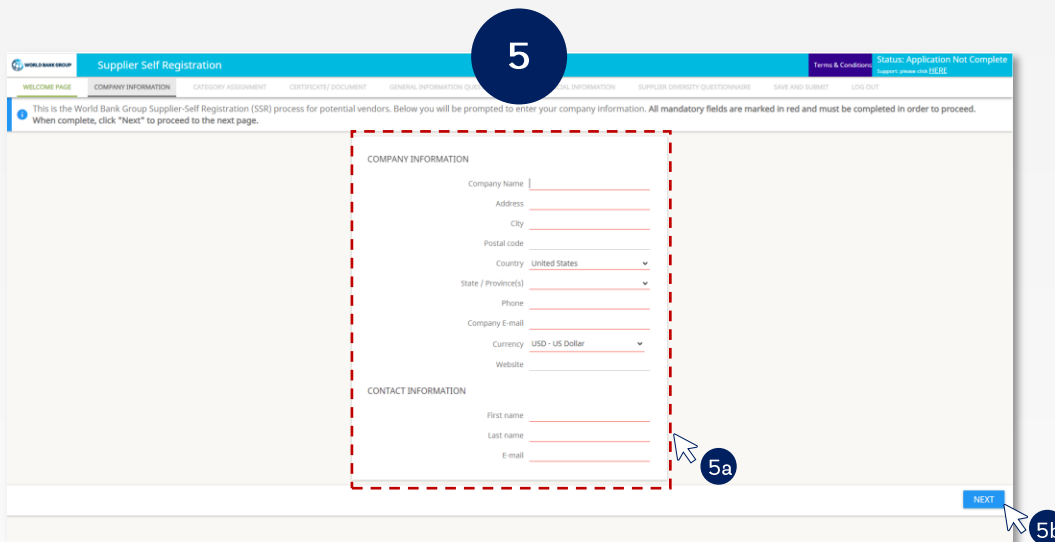 5
WORLD BANK GROUP
Supplier Self Registration
Terms & Conditions
Status: Application Not Complete
Support: please click HERE
WELCOME PAGE COMPANY INFORMATION CATEGORY ASSIGNMENT CERTIFICATE/ DOCUMENT GENERAL INFORMATION INFORMATION SUPPLIER DIVERSITY QUESTIONNAIRE SAVE AND SUBMIT LOG OUT
This is the World Bank Group Supplier-Self Registration (SSR) process for potential vendors. Below you will be prompted to enter your company information. All mandatory fields are marked in red and must be completed in order to proceed.
When complete, click "Next" to proceed to the next page.
COMPANY INFORMATION
Company Name
Address
City
Postal code
Country United States
State / Province(s)
Phone
Company E-mail
Currency USD - US Dollar
Website
CONTACT INFORMATION
First name
Last name
E-mail
5a
NEXT
5b